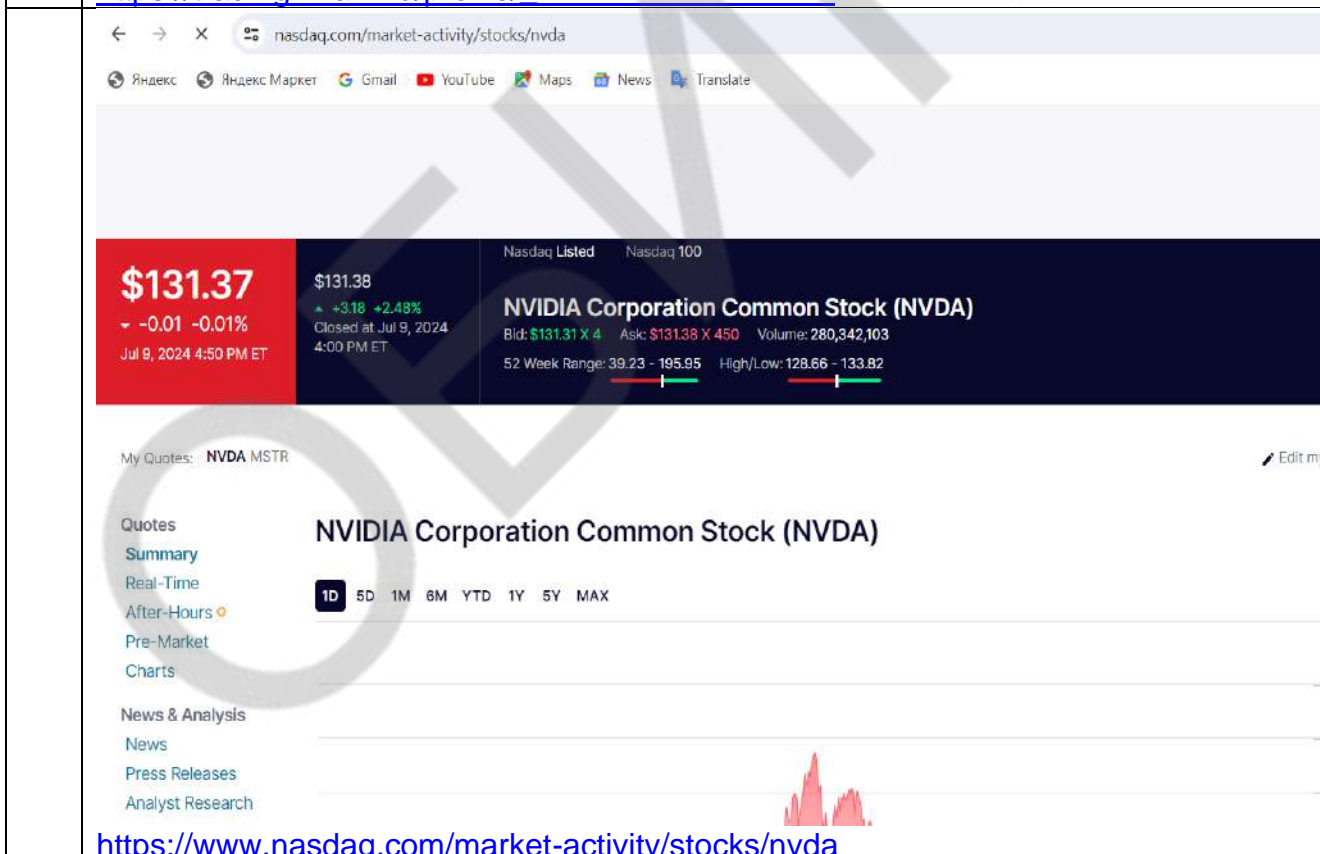 nasdaq.com/market-activity/stocks/nvda
Яндекс Яндекс Маркет Gmail YouTube Maps News Translate
Nasdaq Listed Nasdaq 100
$131.37
-0.01 -0.01%
Jul 9, 2024 4:50 PM ET
$131.38
+3.18 +2.48%
Closed at Jul 9, 2024
4:00 PM ET
NVIDIA Corporation Common Stock (NVDA)
Bid: $131.31 X 4 Ask: $131.38 X 450 Volume: 280,342,103
52 Week Range: 39.23 - 195.95 High/Low: 128.66 - 133.82
My Quotes: NVDA MSTR
Edit
Quotes
Summary
Real-Time
After-Hours
Pre-Market
Charts
News & Analysis
News
Press Releases
Analyst Research
NVIDIA Corporation Common Stock (NVDA)
1D 5D 1M 6M YTD 1Y 5Y MAX
https://www.nasdaq.com/market-activity/stocks/nvda